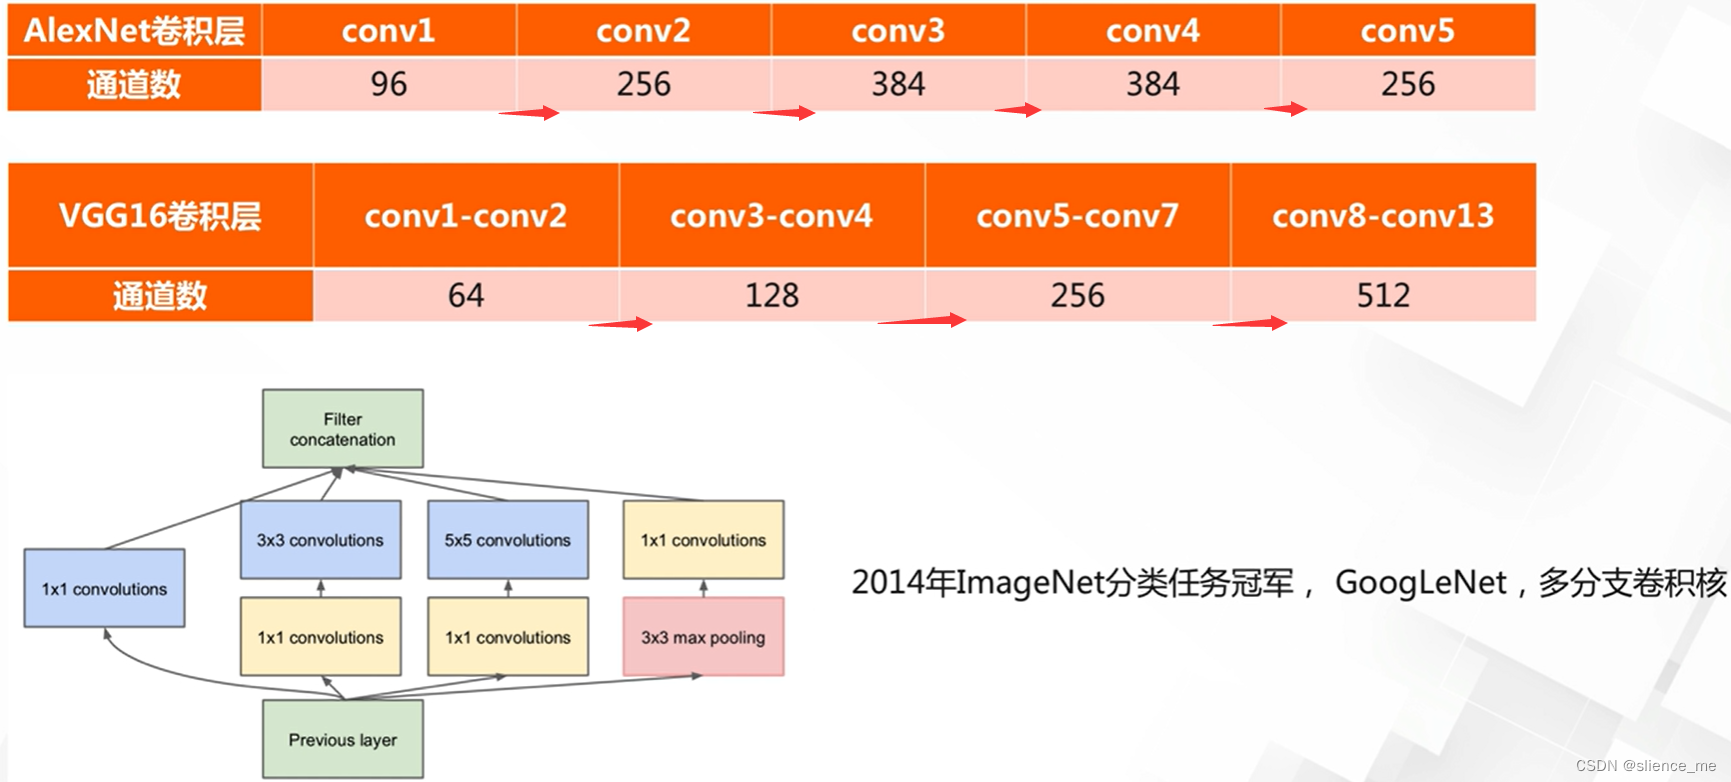 AlexNet卷积层 conv1 conv2 conv3 conv4 conv5
通道数 96 256 384 384 256
VGG16卷积层 conv1-conv2 conv3-conv4 conv5-conv7 conv8-conv13
通道数 64 128 256 512
Filter
concatenation
3x3 convolutions 5x5 convolutions 1x1 convolutions
1x1 convolutions
1x1 convolutions 1x1 convolutions 3x3 max pooling
Previous layer
2014年ImageNet分类任务冠军，GoogLeNet，多分支卷积核
CSDN @slience_me